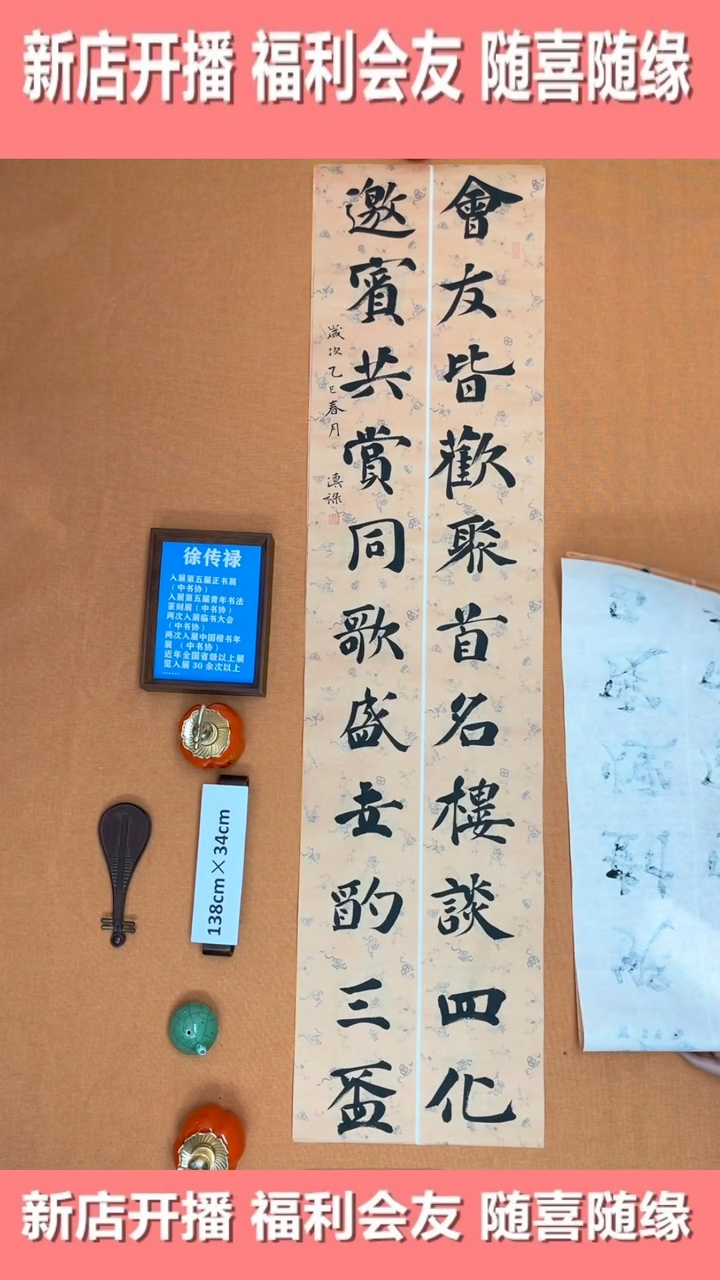 新店开播 福利会友 随喜随缘
會友皆歡聚首名樓談四化
邀賓共賞同歌盛世酌三盃
歲次乙巳春月
徐传禄
入展第五届正书展
（中书协）
入展第五届青年书法
篆刻展（中书协）
两次入展临书大会
（中书协）
两次入展中国楷书年
展（中书协）
近年全国省级以上展
览入展30余次以上
......
138cm×34cm
新店开播 福利会友 随喜随缘